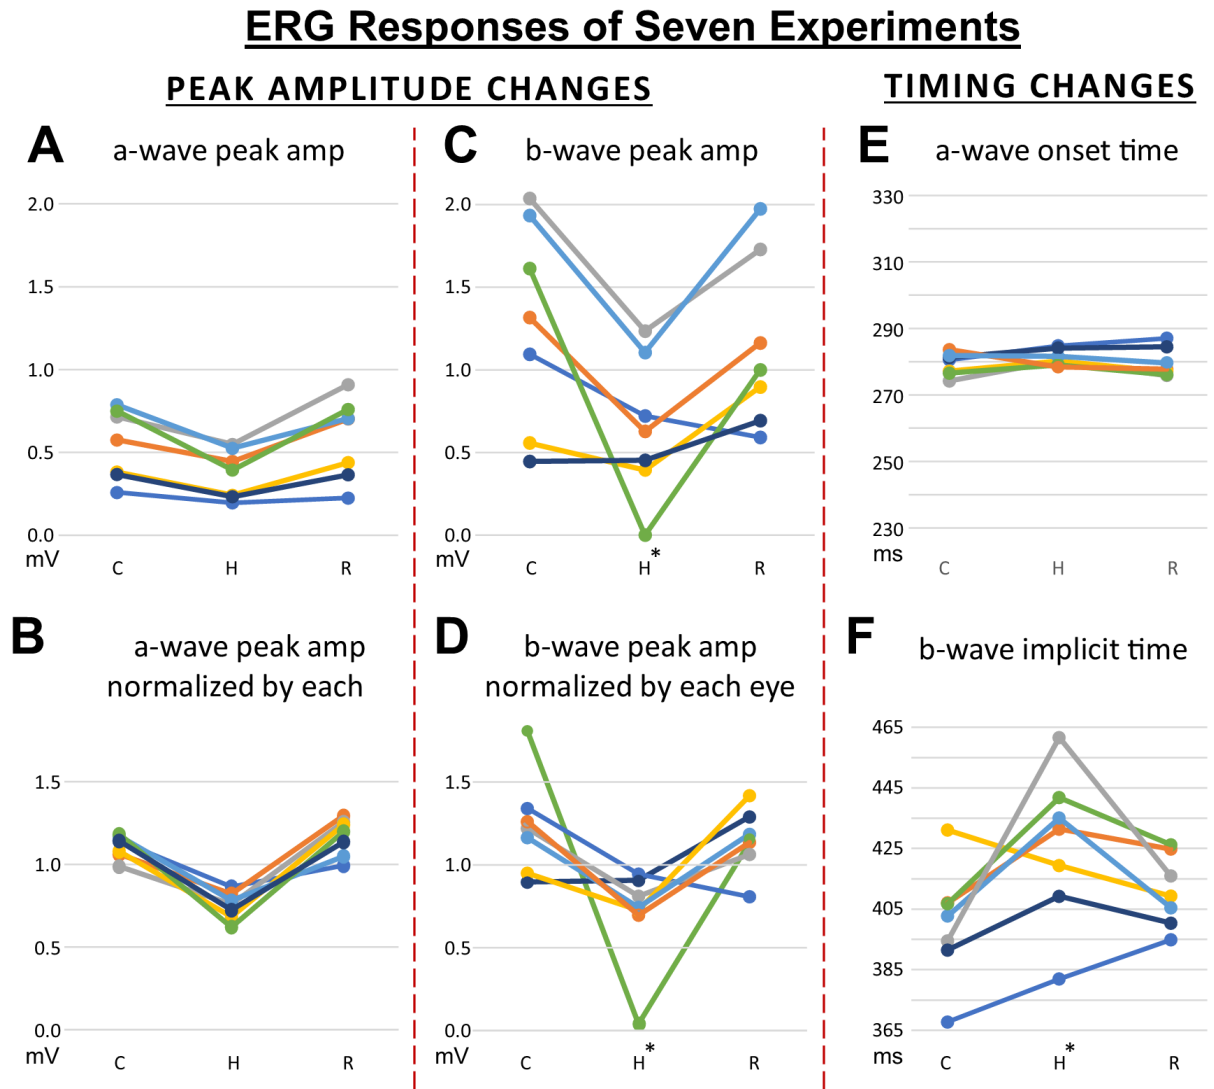 ERG Responses of Seven Experiments
PEAK AMPLITUDE CHANGES
TIMING CHANGES
A
a-wave peak amp
2.0
1.5
1.0
0.5
0.0
mV
C
H
R
B
a-wave peak amp
normalized by each
1.5
1.0
0.5
0.0
mV
C
H
R
C
b-wave peak amp
2.0
1.5
1.0
0.5
0.0
mV
C
H*
R
D
b-wave peak amp
normalized by each eye
1.5
1.0
0.5
0.0
mV
C
H*
R
E
a-wave onset time
330
310
290
270
250
230
ms
C
H
R
F
b-wave implicit time
465
445
425
405
385
365
ms
C
H*
R